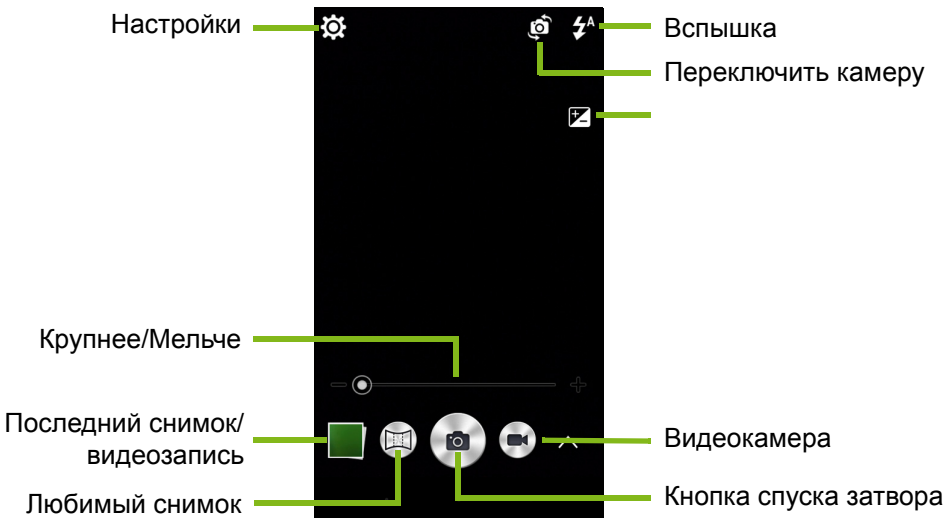 Настройки
Вспышка
Переключить камеру
Крупнее/Мельче
Последний снимок/
видеозапись
Видеокамера
Любимый снимок
Кнопка спуска затвора